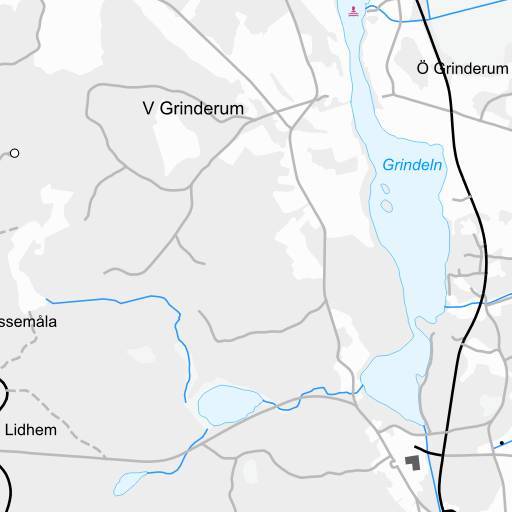 Ö Grinderum
V Grinderum
Grindeln
ssemåla
Lidhem